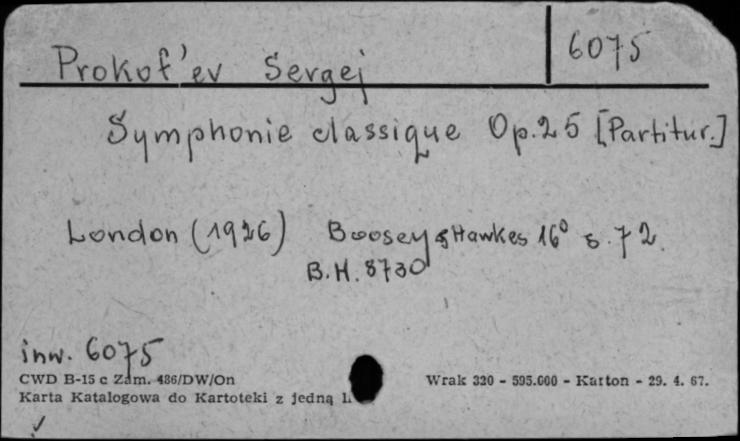 Prokof'ev Sergej 6075
Symphonie classique Op.25 [Partitur.]
London (1926) Boosey & Hawkes 16° s. 72.
B.H. 8730
inw. 6075
CWD B-15 c Zam. 486/DW/On Wrak 320 - 595.000 - Karton - 29. 4. 67.
Karta Katalogowa do Kartoteki z jedną